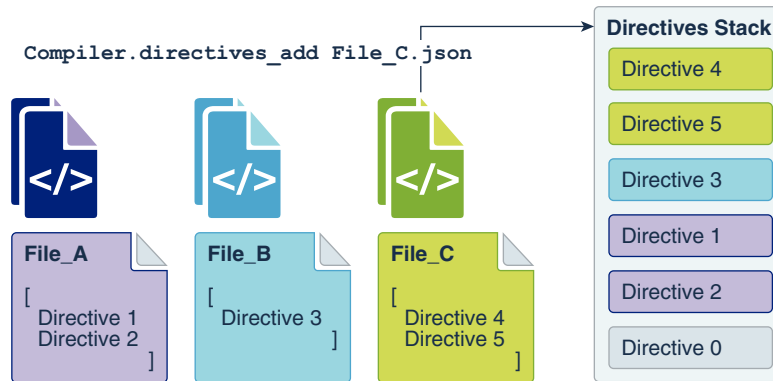 Compiler.directives_add File_C.json
</>
</>
</>
File_A
[
Directive 1
Directive 2
]
File_B
[
Directive 3
]
File_C
[
Directive 4
Directive 5
]
Directives Stack
Directive 4
Directive 5
Directive 3
Directive 1
Directive 2
Directive 0